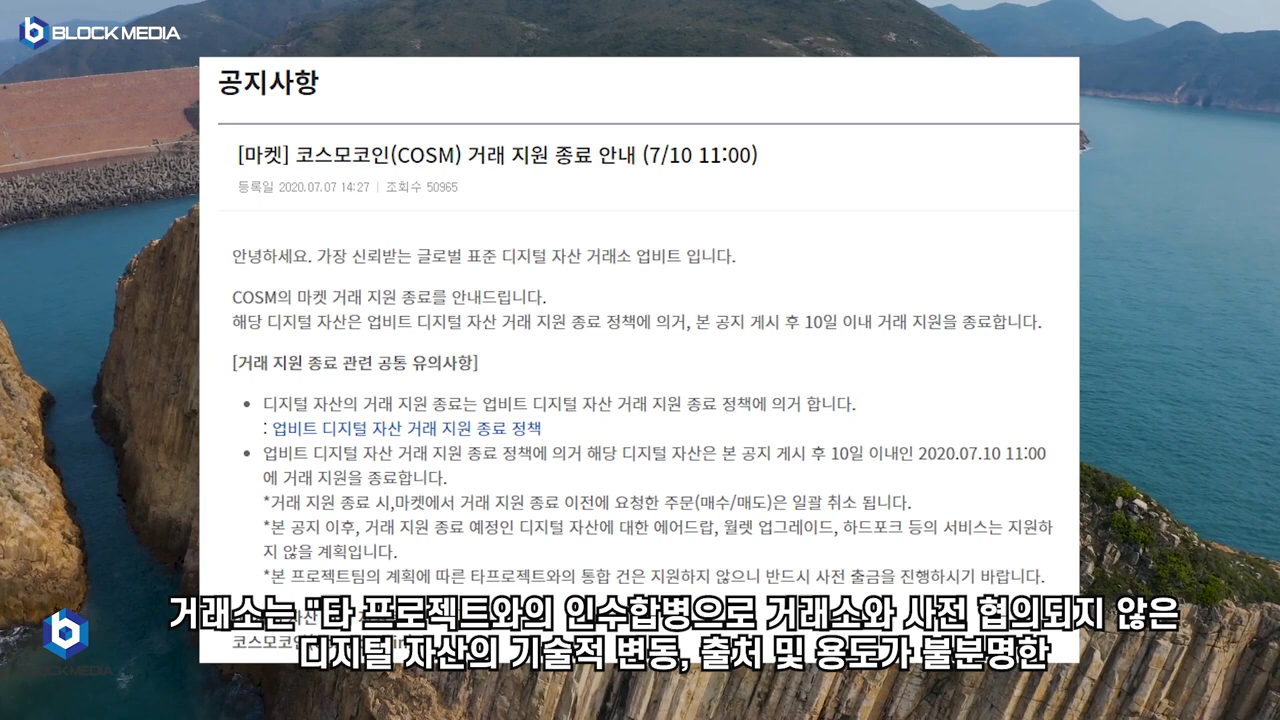 BLOCK MEDIA
공지사항
[마켓] 코스모코인(COSM) 거래 지원 종료 안내 (7/10 11:00)
등록일 2020.07.07 14:27 | 조회수 50965
안녕하세요. 가장 신뢰받는 글로벌 표준 디지털 자산 거래소 업비트 입니다.
COSM의 마켓 거래 지원 종료를 안내드립니다.
해당 디지털 자산은 업비트 디지털 자산 거래 지원 종료 정책에 의거, 본 공지 게시 후 10일 이내 거래 지원을 종료합니다.
[거래 지원 종료 관련 공통 유의사항]
• 디지털 자산의 거래 지원 종료는 업비트 디지털 자산 거래 지원 종료 정책에 의거 합니다.
: 업비트 디지털 자산 거래 지원 종료 정책
• 업비트 디지털 자산 거래 지원 종료 정책에 의거 해당 디지털 자산은 본 공지 게시 후 10일 이내인 2020.07.10 11:00
에 거래 지원을 종료합니다.
*거래 지원 종료 시,마켓에서 거래 지원 종료 이전에 요청한 주문(매수/매도)은 일괄 취소 됩니다.
*본 공지 이후, 거래 지원 종료 예정인 디지털 자산에 대한 에어드랍, 월렛 업그레이드, 하드포크 등의 서비스는 지원하
지 않을 계획입니다.
*본 프로젝트팀의 계획에 따른 타프로젝트와의 통합 건은 지원하지 않으니 반드시 사전 출금을 진행하시기 바랍니다.
거래소는 "타 프로젝트와의 인수합병으로 거래소와 사전 협의되지 않은
디지털 자산의 기술적 변동, 출처 및 용도가 불분명한
코스모코인
BLOCK MEDIA